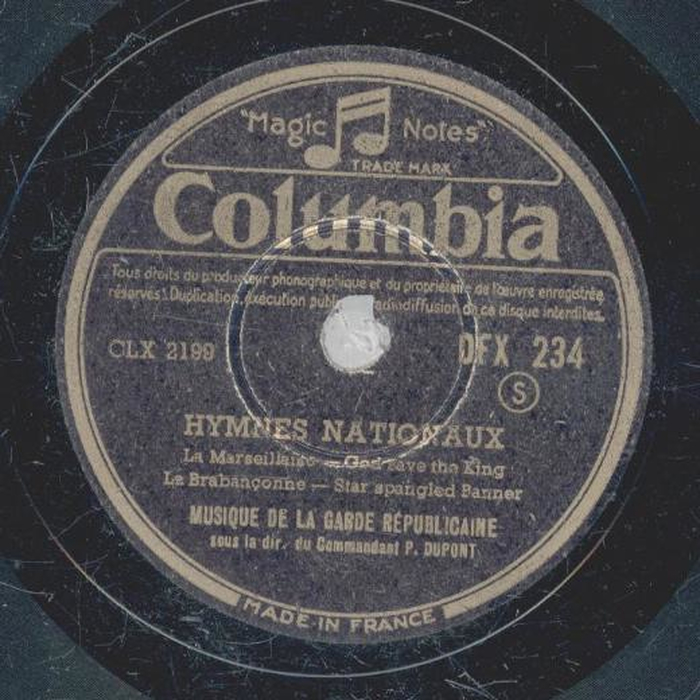 "Magic Notes"
TRADE MARK
Columbia
Tous droits du producteur phonographique et du propriétaire de l'œuvre enregistrée
réservés. Duplication, exécution publique radiodiffusion de ce disque interdites.
CLX 2199
DFX 234
S
HYMNES NATIONAUX
La Marseillaise — God save the King
La Brabançonne — Star spangled Banner
MUSIQUE DE LA GARDE RÉPUBLICAINE
sous la dir. du Commandant P. DUPONT
MADE IN FRANCE